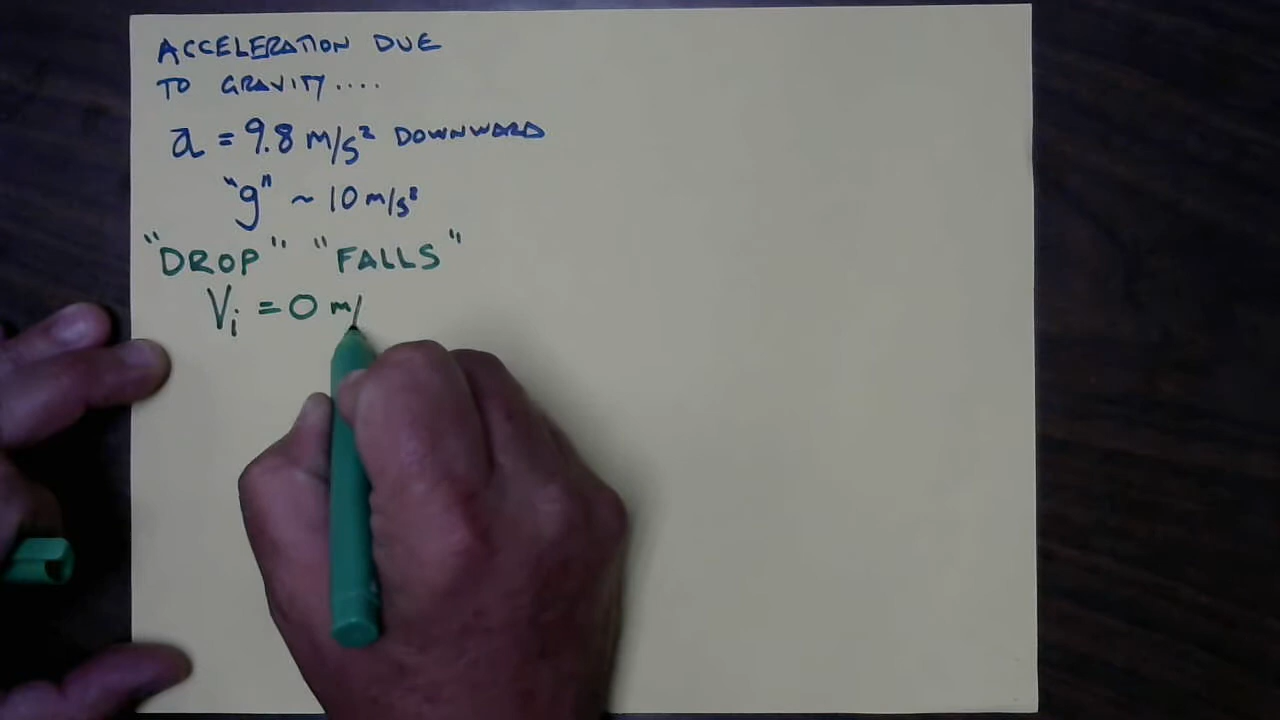 ACCELERATION DUE
TO GRAVITY....
a = 9.8 m/s² DOWNWARD
"g" ~ 10 m/s²
"DROP" "FALLS"
Vᵢ = 0 m/